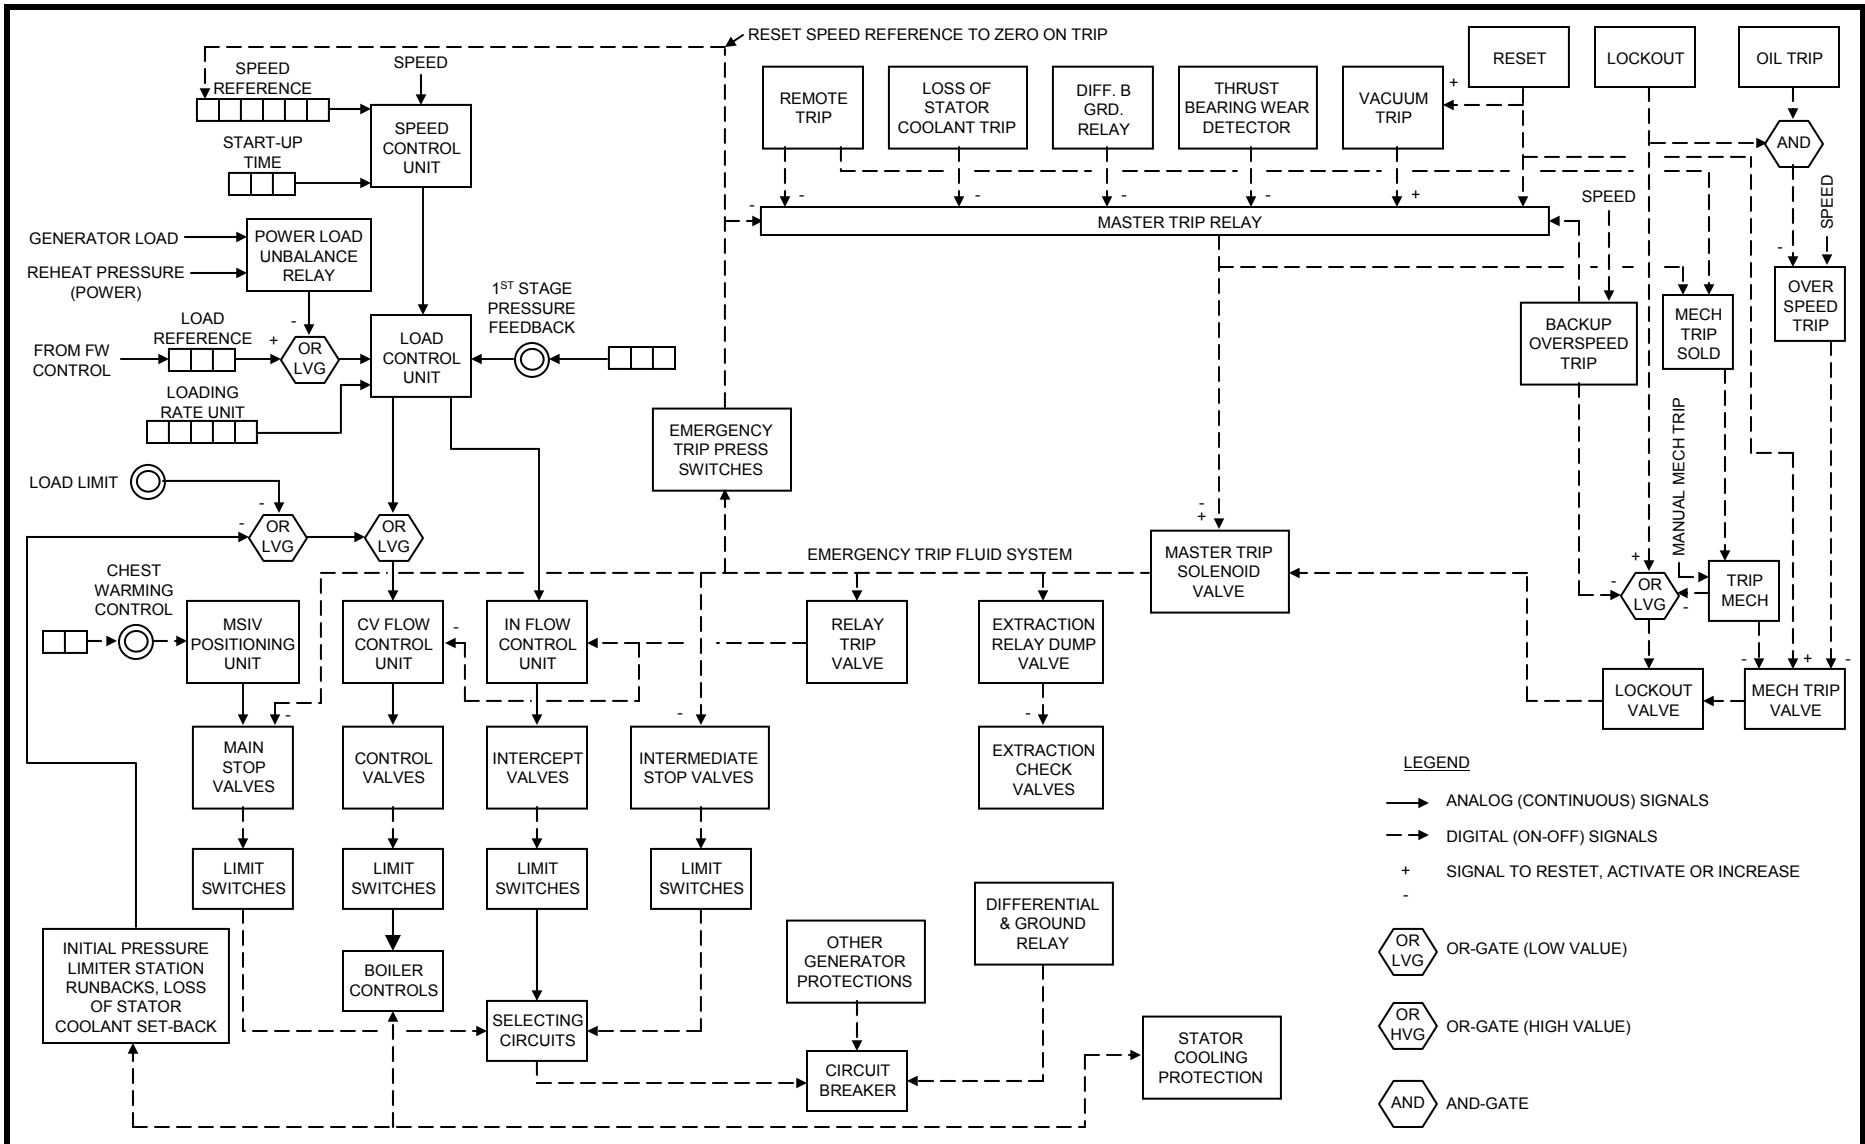 RESET SPEED REFERENCE TO ZERO ON TRIP
SPEED
REFERENCE
SPEED
START-UP
TIME
SPEED
CONTROL
UNIT
REMOTE
TRIP
LOSS OF
STATOR
COOLANT TRIP
DIFF. B
GRD.
RELAY
THRUST
BEARING WEAR
DETECTOR
VACUUM
TRIP
+
RESET
LOCKOUT
OIL TRIP
AND
- - - - - +
MASTER TRIP RELAY
SPEED
SPEED
-
GENERATOR LOAD
REHEAT PRESSURE
(POWER)
POWER LOAD
UNBALANCE
RELAY
-
LOAD
REFERENCE
+
FROM FW
CONTROL
OR
LVG
LOAD
CONTROL
UNIT
1ST STAGE
PRESSURE
FEEDBACK
LOADING
RATE UNIT
BACKUP
OVERSPEED
TRIP
MECH
TRIP
SOLD
OVER
SPEED
TRIP
EMERGENCY
TRIP PRESS
SWITCHES
MANUAL MECH TRIP
LOAD LIMIT
-
-
OR
LVG
OR
LVG
-
+
EMERGENCY TRIP FLUID SYSTEM
MASTER TRIP
SOLENOID
VALVE
+
-
OR
LVG
-
TRIP
MECH
CHEST
WARMING
CONTROL
MSIV
POSITIONING
UNIT
CV FLOW
CONTROL
UNIT
-
IN FLOW
CONTROL
UNIT
RELAY
TRIP
VALVE
EXTRACTION
RELAY DUMP
VALVE
- + -
LOCKOUT
VALVE
MECH TRIP
VALVE
-
-
-
MAIN
STOP
VALVES
CONTROL
VALVES
INTERCEPT
VALVES
INTERMEDIATE
STOP VALVES
EXTRACTION
CHECK
VALVES
LIMIT
SWITCHES
LIMIT
SWITCHES
LIMIT
SWITCHES
LIMIT
SWITCHES
INITIAL PRESSURE
LIMITER STATION
RUNBACKS, LOSS
OF STATOR
COOLANT SET-BACK
BOILER
CONTROLS
SELECTING
CIRCUITS
OTHER
GENERATOR
PROTECTIONS
DIFFERENTIAL
& GROUND
RELAY
CIRCUIT
BREAKER
STATOR
COOLING
PROTECTION
LEGEND
ANALOG (CONTINUOUS) SIGNALS
DIGITAL (ON-OFF) SIGNALS
+ SIGNAL TO RESTET, ACTIVATE OR INCREASE
-
OR
LVG
OR-GATE (LOW VALUE)
OR
HVG
OR-GATE (HIGH VALUE)
AND
AND-GATE